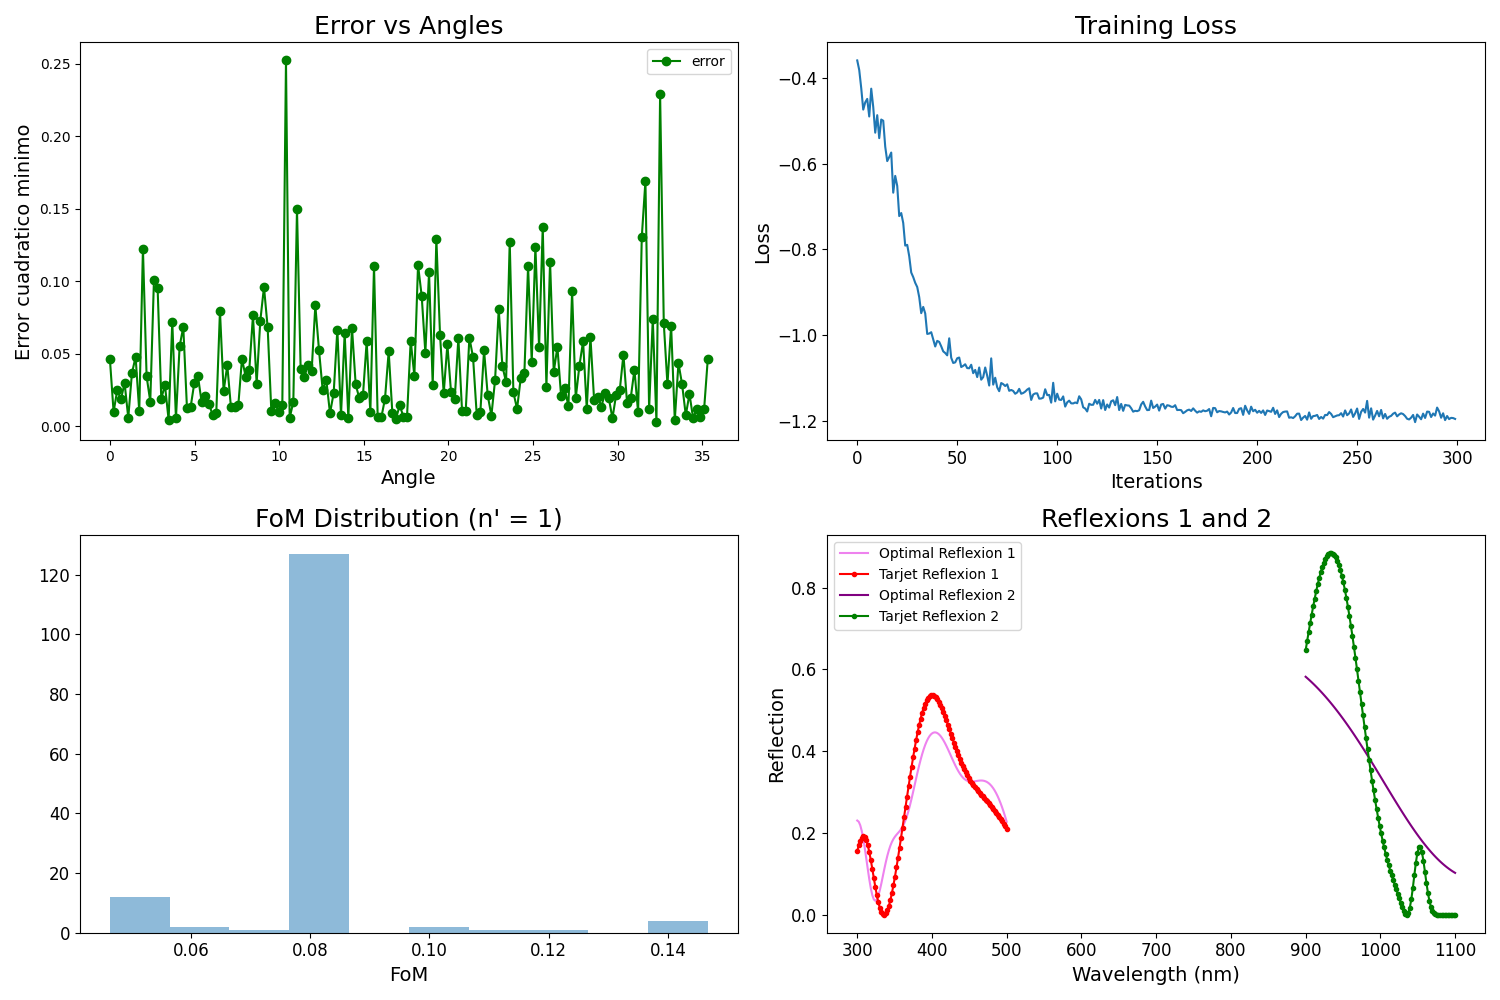 Error vs Angles
error
0.25
0.20
0.15
0.10
0.05
0.00
Error cuadratico minimo
0 5 10 15 20 25 30 35
Angle
Training Loss
−0.4
−0.6
−0.8
−1.0
−1.2
Loss
0 50 100 150 200 250 300
Iterations
FoM Distribution (n' = 1)
120
100
80
60
40
20
0
0.06 0.08 0.10 0.12 0.14
FoM
Reflexions 1 and 2
Optimal Reflexion 1
Tarjet Reflexion 1
Optimal Reflexion 2
Tarjet Reflexion 2
0.8
0.6
0.4
0.2
0.0
Reflection
300 400 500 600 700 800 900 1000 1100
Wavelength (nm)